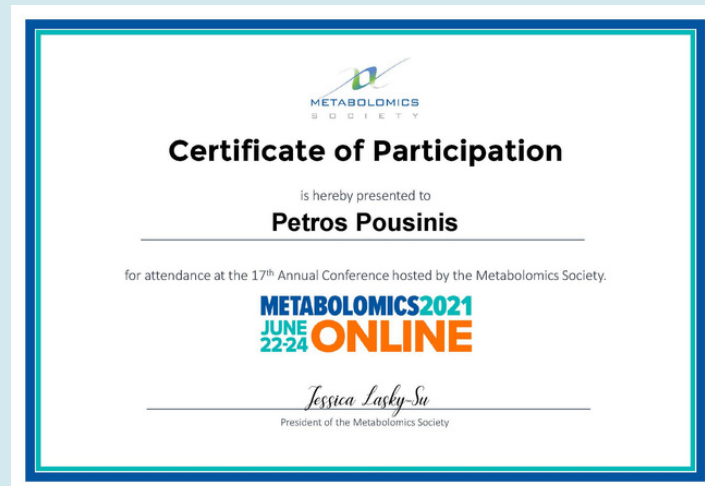 METABOLOMICS
SOCIETY
Certificate of Participation
is hereby presented to
Petros Pousinis
for attendance at the 17th Annual Conference hosted by the Metabolomics Society.
METABOLOMICS2021
JUNE
22-24 ONLINE
Jessica Lasky-Su
President of the Metabolomics Society